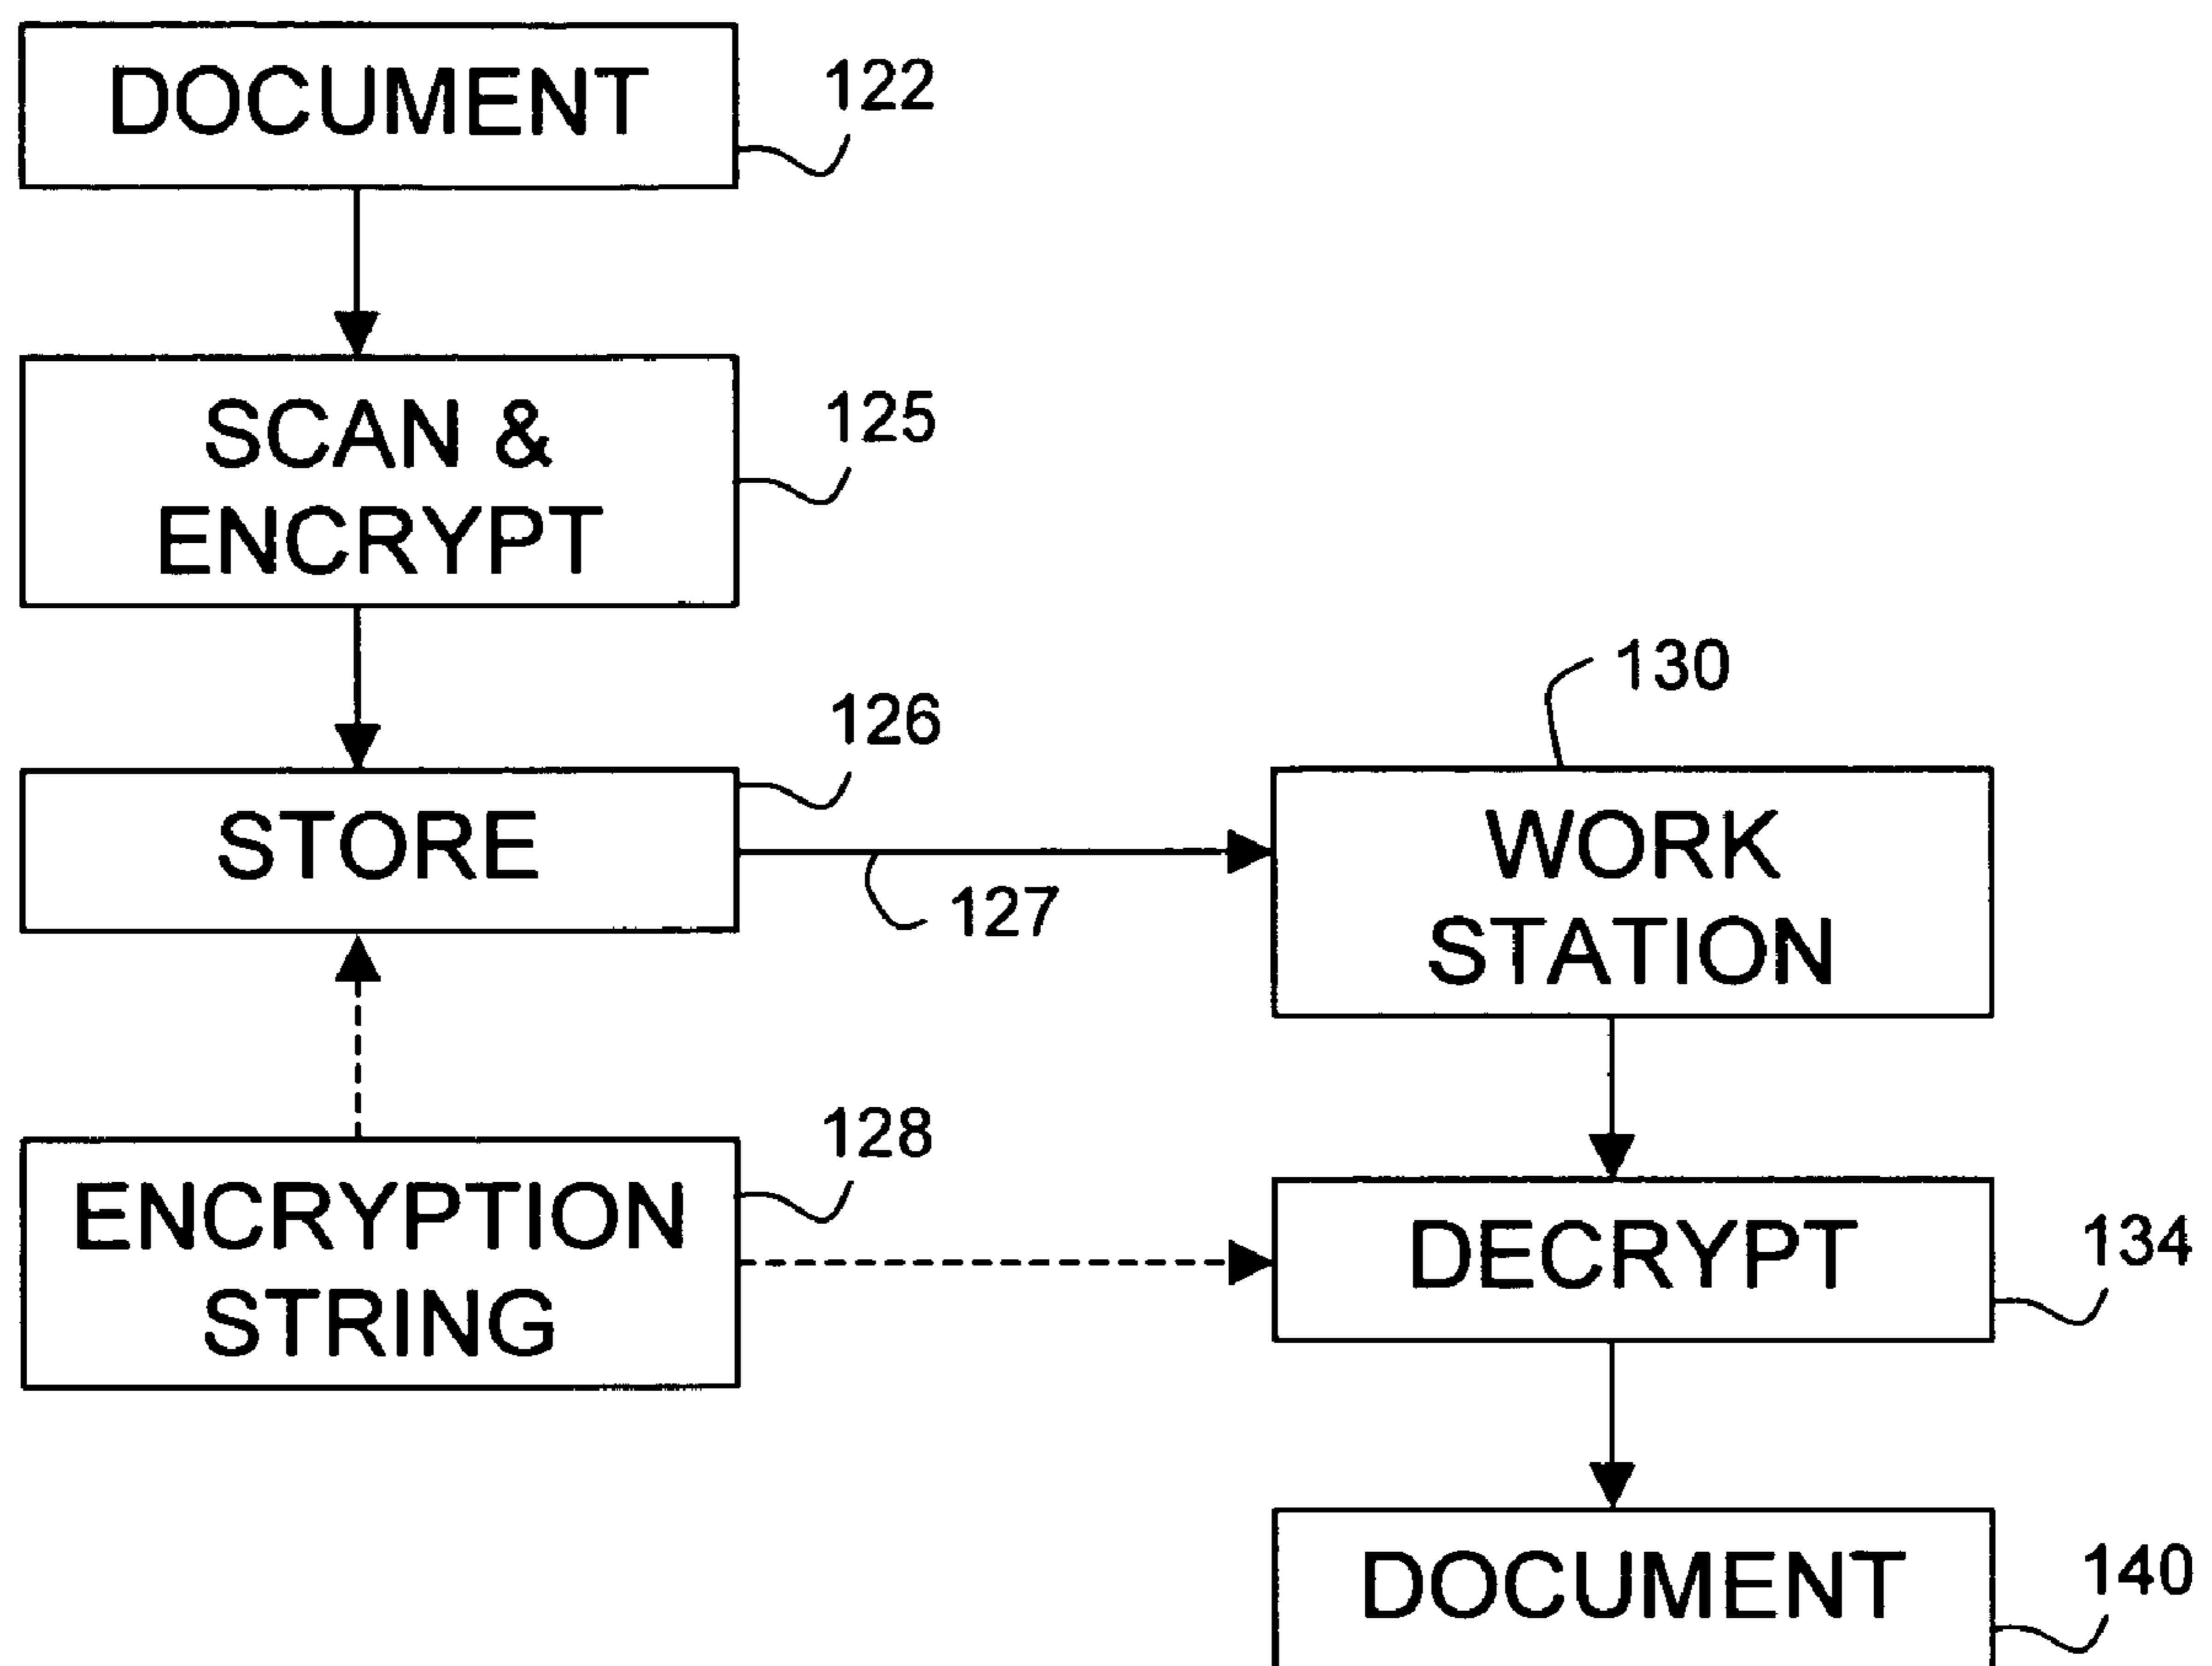 DOCUMENT
122
SCAN &
ENCRYPT
125
STORE
126
127
130
WORK
STATION
ENCRYPTION
STRING
128
DECRYPT
134
DOCUMENT
140